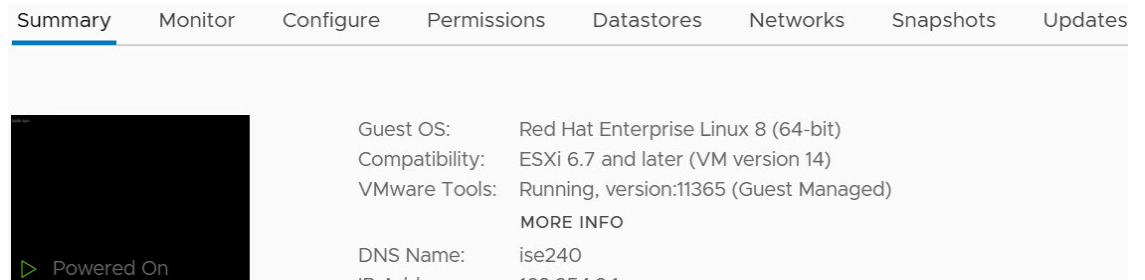 Summary Monitor Configure Permissions Datastores Networks Snapshots Updates
Guest OS: Red Hat Enterprise Linux 8 (64-bit)
Compatibility: ESXi 6.7 and later (VM version 14)
VMware Tools: Running, version:11365 (Guest Managed)
MORE INFO
DNS Name: ise240
Powered On